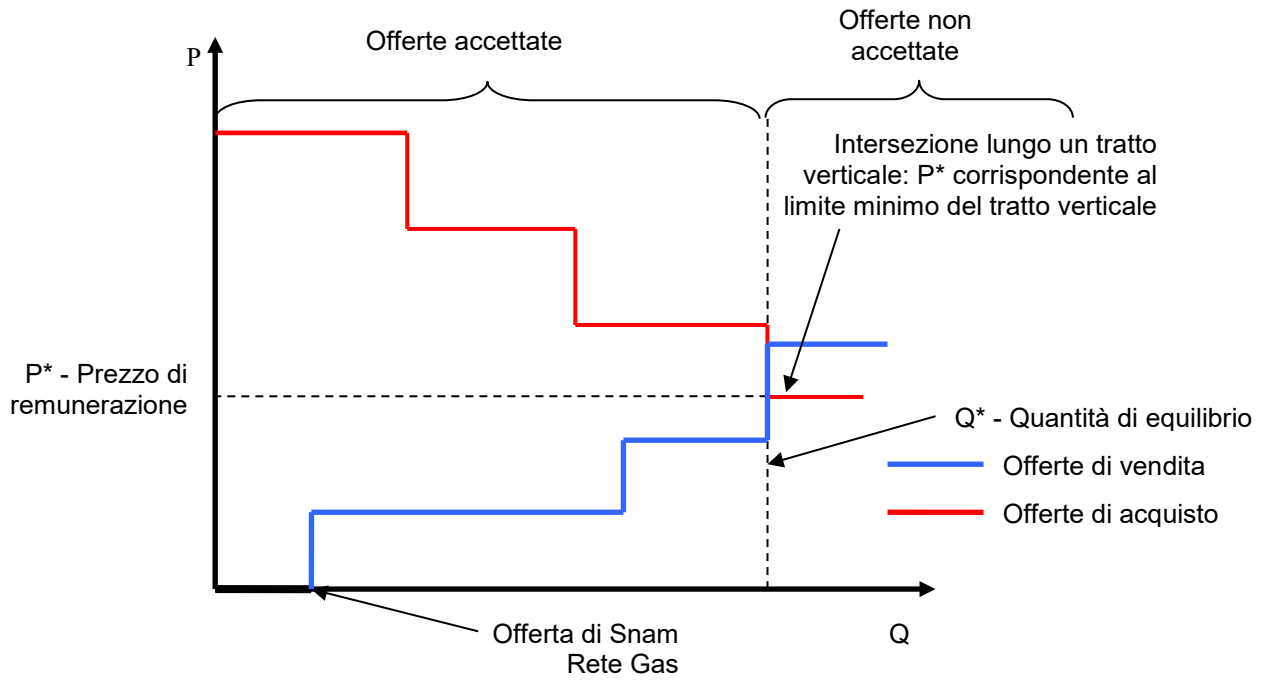 Offerte accettate
Offerte non
accettate
P
Intersezione lungo un tratto
verticale: P* corrispondente al
limite minimo del tratto verticale
P* - Prezzo di
remunerazione
Q* - Quantità di equilibrio
Offerte di vendita
Offerte di acquisto
Offerta di Snam
Rete Gas
Q